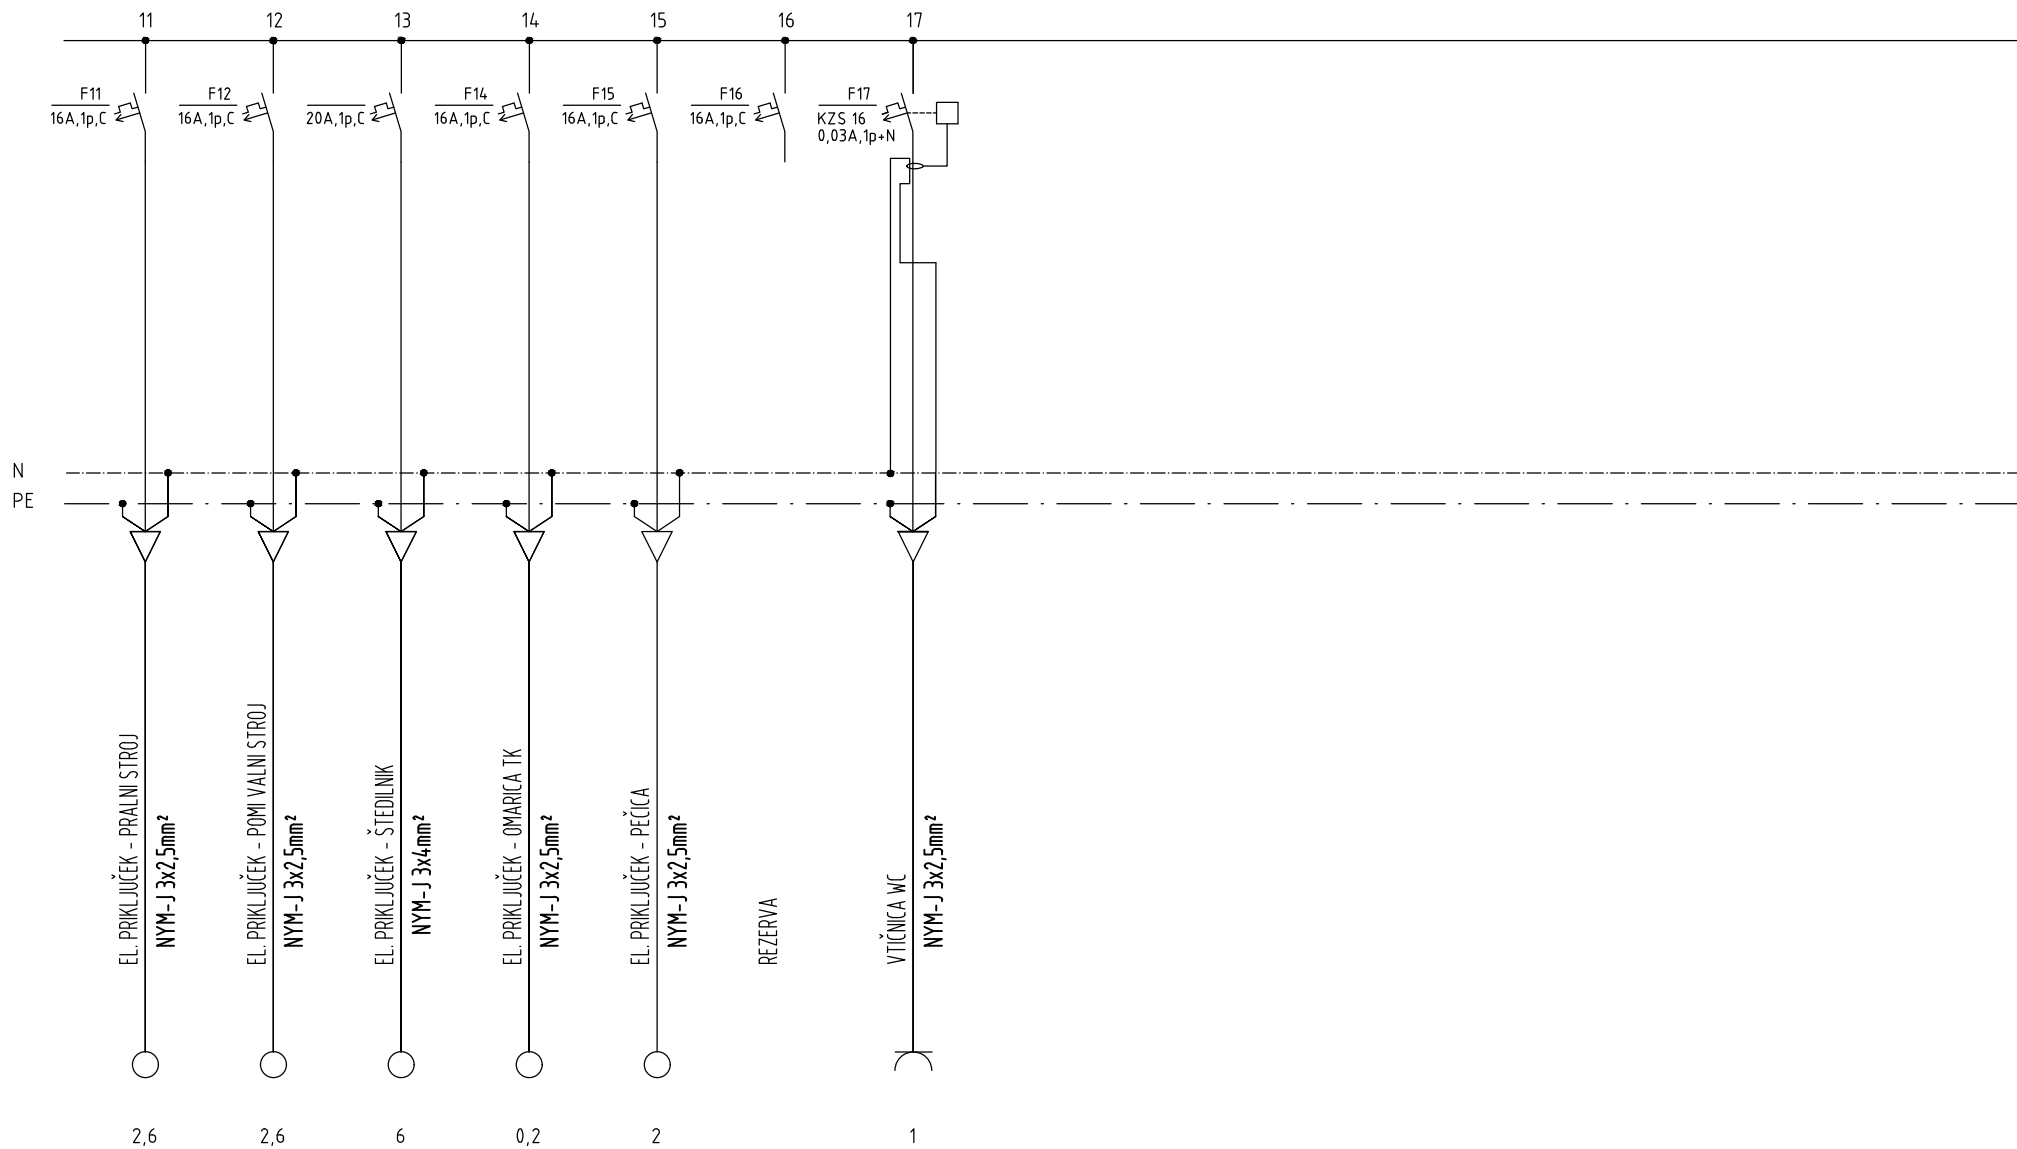 11 12 13 14 15 16 17
F11
16A,1p,C
F12
16A,1p,C
20A,1p,C
F14
16A,1p,C
F15
16A,1p,C
F16
16A,1p,C
F17
KZS 16
0,03A,1p+N
N
PE
EL. PRIKLJUČEK - PRALNI STROJ
NYM-J 3x2,5mm²
EL. PRIKLJUČEK - POMI VALNI STROJ
NYM-J 3x2,5mm²
EL. PRIKLJUČEK - ŠTEDILNIK
NYM-J 3x4mm²
EL. PRIKLJUČEK - OMARICA TK
NYM-J 3x2,5mm²
EL. PRIKLJUČEK - PEČICA
NYM-J 3x2,5mm²
REZERVA
VTIČNICA WC
NYM-J 3x2,5mm²
2,6 2,6 6 0,2 2 1